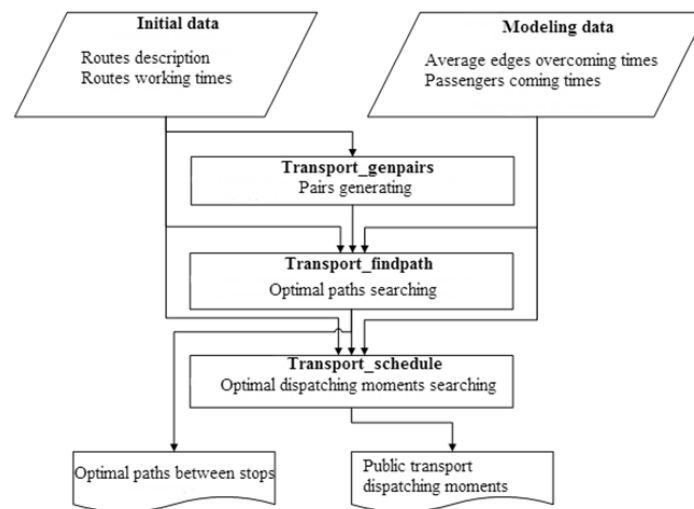 Initial data
Routes description
Routes working times
Modeling data
Average edges overcoming times
Passengers coming times
Transport_genpairs
Pairs generating
Transport_findpath
Optimal paths searching
Transport_schedule
Optimal dispatching moments searching
Optimal paths between stops
Public transport
dispatching moments